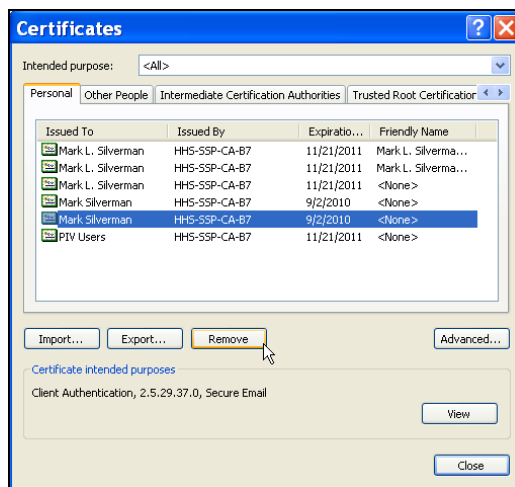 Certificates
Intended purpose: <All>
Personal Other People Intermediate Certification Authorities Trusted Root Certification
Issued To Issued By Expiratio... Friendly Name
Mark L. Silverman HHS-SSP-CA-B7 11/21/2011 Mark L. Silverma...
Mark L. Silverman HHS-SSP-CA-B7 11/21/2011 Mark L. Silverma...
Mark L. Silverman HHS-SSP-CA-B7 11/21/2011 <None>
Mark Silverman HHS-SSP-CA-B7 9/2/2010 <None>
Mark Silverman HHS-SSP-CA-B7 9/2/2010 <None>
PIV Users HHS-SSP-CA-B7 11/21/2011 <None>
Import... Export... Remove Advanced...
Certificate intended purposes
Client Authentication, 2.5.29.37.0, Secure Email
View
Close